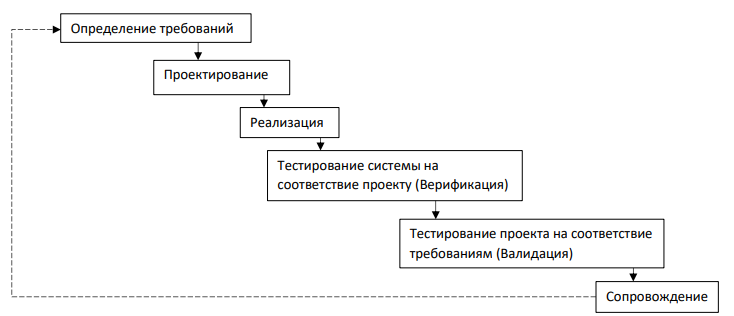 Определение требований
Проектирование
Реализация
Тестирование системы на
соответствие проекту (Верификация)
Тестирование проекта на соответствие
требованиям (Валидация)
Сопровождение